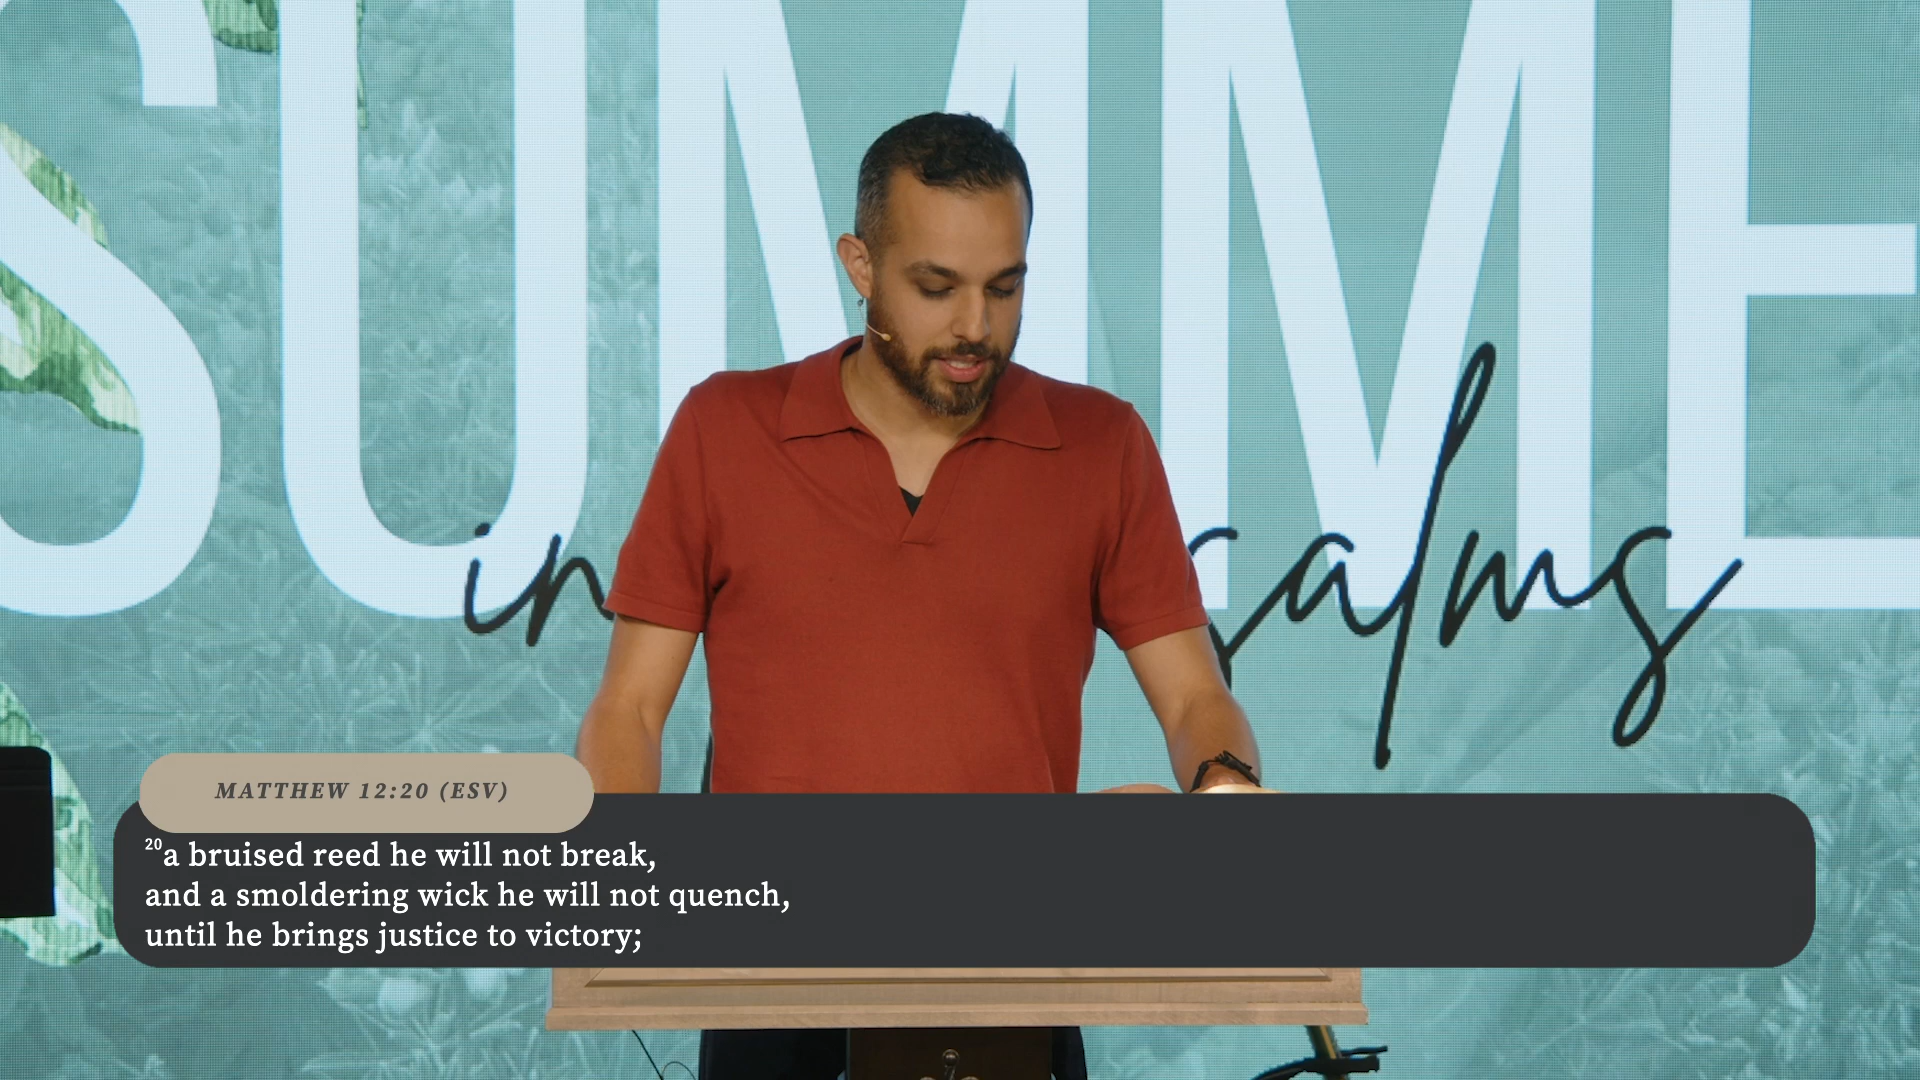 SUMME
in salms
MATTHEW 12:20 (ESV)
20a bruised reed he will not break,
and a smoldering wick he will not quench,
until he brings justice to victory;